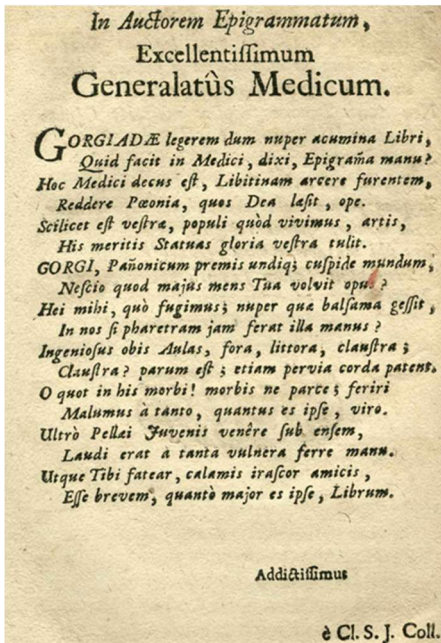 In Auctorem Epigrammatum,
Excellentiſſimum
Generalatûs Medicum.
GORGIADÆ legerem dum nuper acumina Libri,
Quid facit in Medici, dixi, Epigram̃a manu?
Hoc Medici decus eſt, Libitinam arcere furentem,
Reddere Pœonia, quos Dea læſit, ope.
Scilicet eſt veſtræ, populi quòd vivimus, artis,
His meritis Statuas gloria veſtra tulit.
GORGI, Pañonicum premis undiq; cuſpide mundum,
Neſcio quod majus mens Tua volvit opus?
Hei mihi, quò fugimus; nuper quæ balſama geſſit,
In nos ſi pharetram jam ferat illa manus?
Ingenioſus obis Aulas, fora, littora, clauſtra;
Clauſtra? parum eſt; etiam pervia corda patent.
O quot in his morbi! morbis ne parce; feriri
Malumus à tanto, quantus es ipſe, viro.
Ultrò Pellæi Juvenis venêre ſub enſem,
Laudi erat à tanta vulnera ferre manu.
Utque Tibi fatear, calamis iraſcor amicis,
Eſſe brevem, quantò major es ipſe, Librum.
Addictiſſimus
è Cl. S. J. Coll.